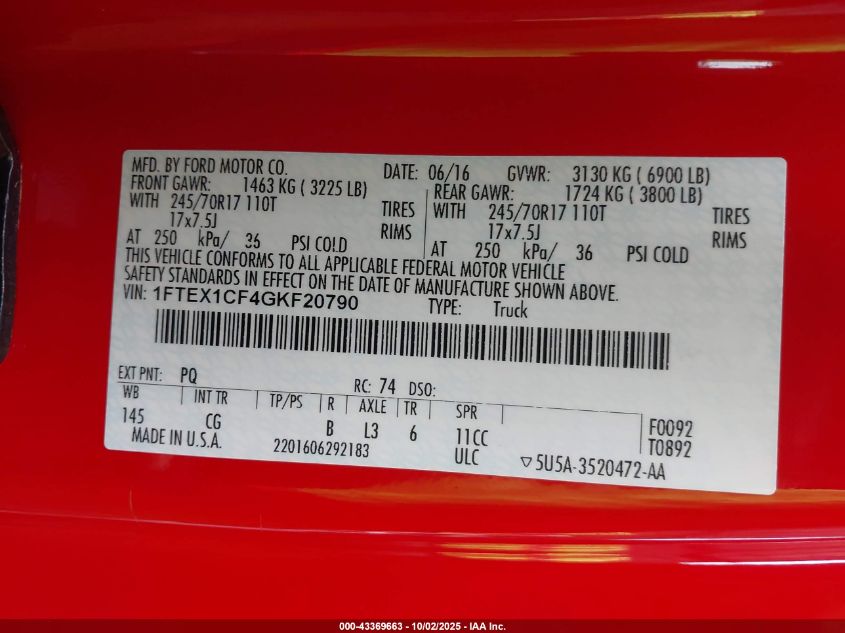 MFD. BY FORD MOTOR CO. DATE: 06/16 GVWR: 3130 KG ( 6900 LB)
FRONT GAWR: 1463 KG ( 3225 LB) REAR GAWR: 1724 KG ( 3800 LB)
WITH 245/70R17 110T TIRES WITH 245/70R17 110T TIRES
17x7.5J RIMS 17x7.5J RIMS
AT 250 kPa/ 36 PSI COLD AT 250 kPa/ 36 PSI COLD
THIS VEHICLE CONFORMS TO ALL APPLICABLE FEDERAL MOTOR VEHICLE
SAFETY STANDARDS IN EFFECT ON THE DATE OF MANUFACTURE SHOWN ABOVE.
VIN: 1FTEX1CF4GKF20790 TYPE: Truck
EXT PNT: PQ RC: 74 DSO:
WB INT TR TP/PS R AXLE TR SPR F0092
145 CG B L3 6 11CC T0892
MADE IN U.S.A. 2201606292183 ULC ▽5U5A-3520472-AA
000-43369663 - 10/02/2025 - IAA Inc.